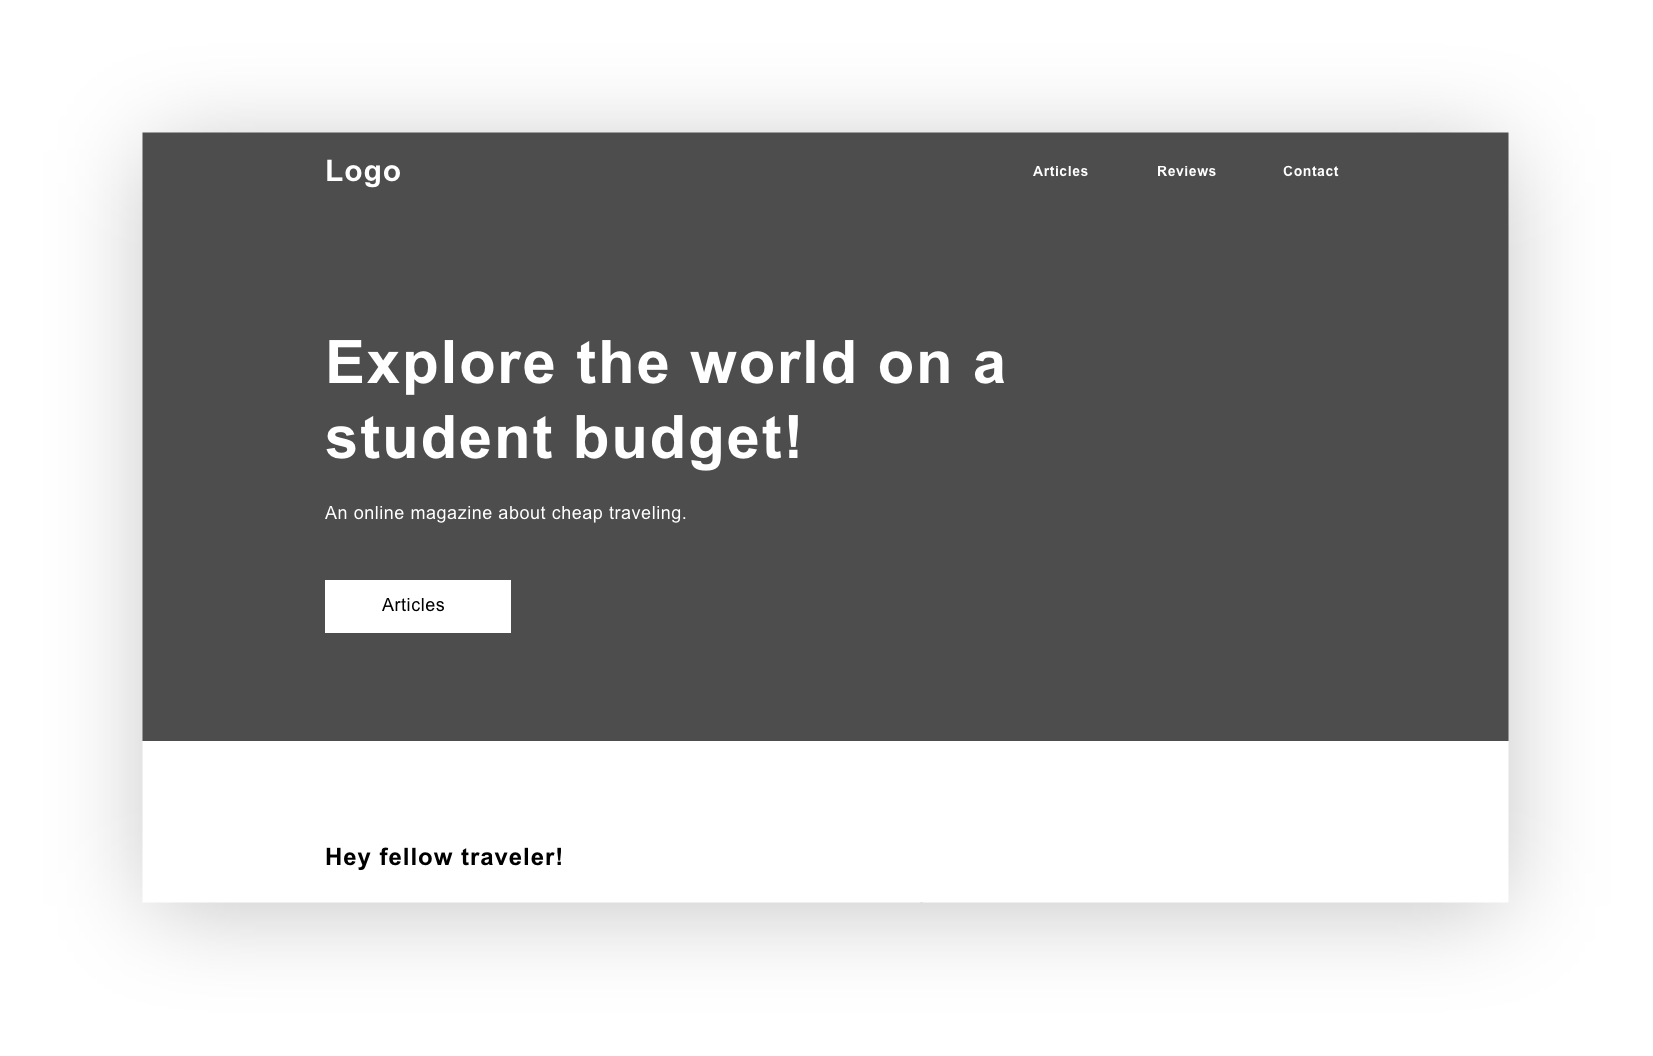 Logo
Articles Reviews Contact
Explore the world on a
student budget!
An online magazine about cheap traveling.
Articles
Hey fellow traveler!